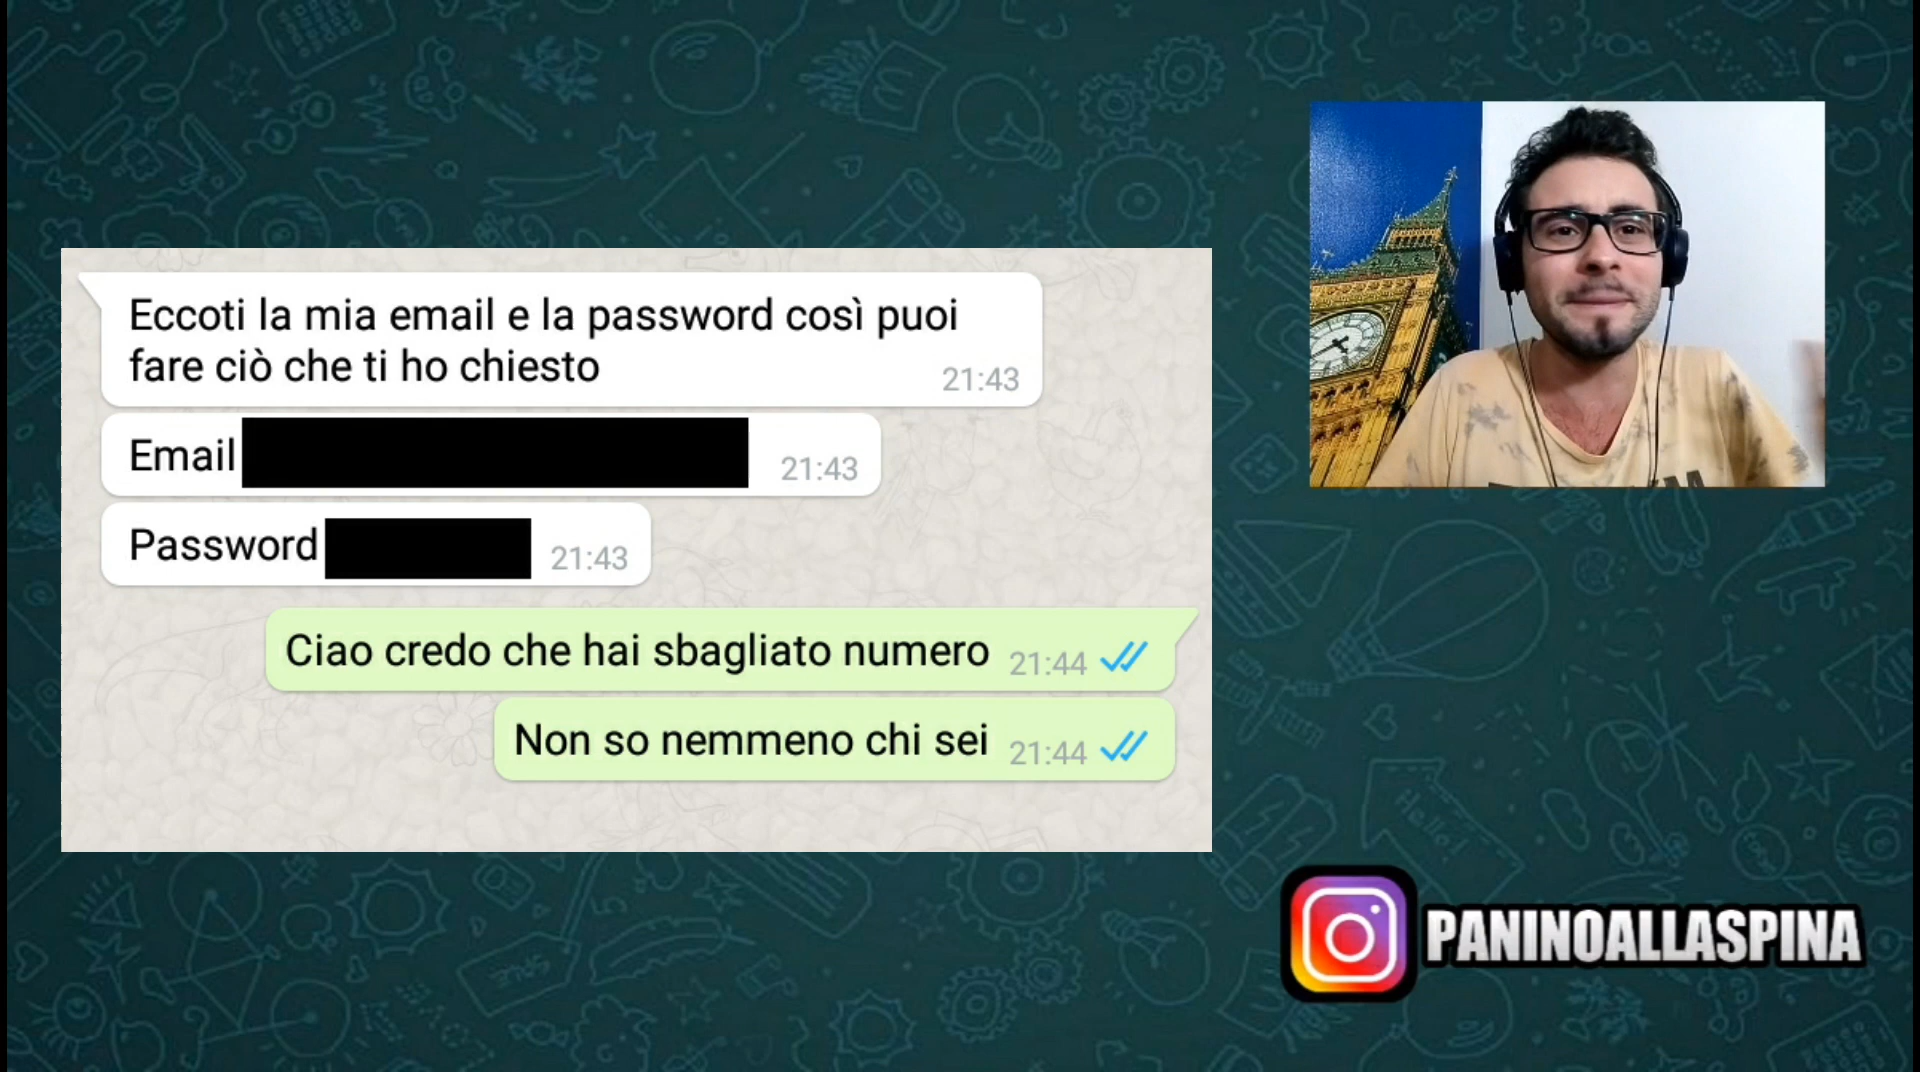 Eccoti la mia email e la password così puoi
fare ciò che ti ho chiesto
21:43
Email
21:43
Password
21:43
Ciao credo che hai sbagliato numero
21:44
Non so nemmeno chi sei
21:44
PANINOALLASPINA